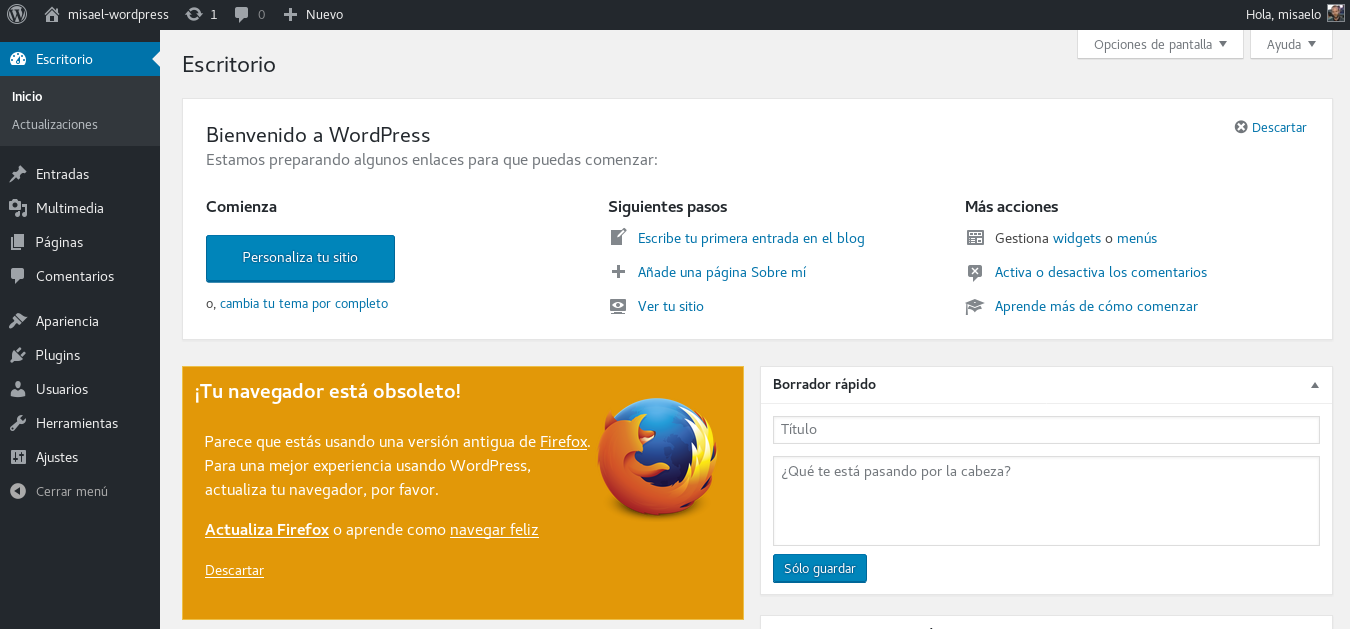 misael-wordpress 1 0 Nuevo Hola, misaelo
Escritorio
Inicio
Actualizaciones
Entradas
Multimedia
Páginas
Comentarios
Apariencia
Plugins
Usuarios
Herramientas
Ajustes
Cerrar menú
Opciones de pantalla Ayuda
Escritorio
Bienvenido a WordPress
Descartar
Estamos preparando algunos enlaces para que puedas comenzar:
Comienza
Personaliza tu sitio
o, cambia tu tema por completo
Siguientes pasos
Escribe tu primera entrada en el blog
Añade una página Sobre mí
Ver tu sitio
Más acciones
Gestiona widgets o menús
Activa o desactiva los comentarios
Aprende más de cómo comenzar
¡Tu navegador está obsoleto!
Parece que estás usando una versión antigua de Firefox.
Para una mejor experiencia usando WordPress,
actualiza tu navegador, por favor.
Actualiza Firefox o aprende como navegar feliz
Descartar
Borrador rápido
Título
¿Qué te está pasando por la cabeza?
Sólo guardar